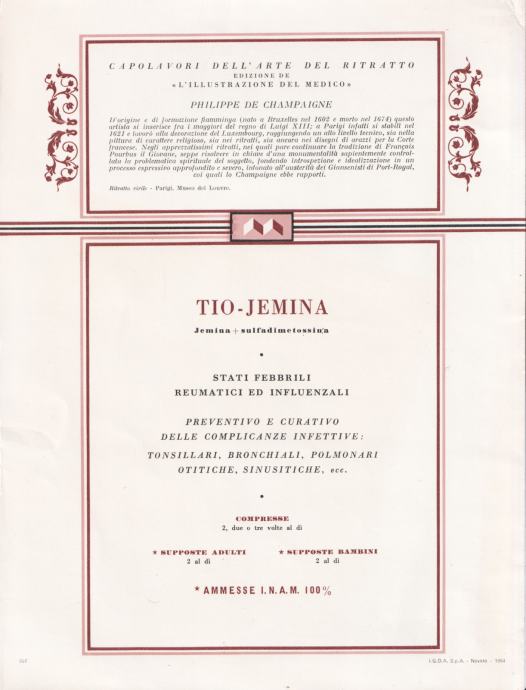 CAPOLAVORI DELL'ARTE DEL RITRATTO
EDIZIONE DE
«L'ILLUSTRAZIONE DEL MEDICO»
PHILIPPE DE CHAMPAIGNE
D'origine e di formazione fiamminga (nato a Bruxelles nel 1602 e morto nel 1674) questo
artista si inserisce fra i maggiori del regno di Luigi XIII; a Parigi infatti si stabilì nel
1621 e lavorò alla decorazione del Luxembourg, raggiungendo un alto livello tecnico, sia nella
pittura di carattere religioso, sia nei ritratti, sia ancora nei disegni di arazzi per la Corte
francese. Negli apprezzatissimi ritratti, nei quali pare continuare la tradizione di François
Pourbus il Giovane, seppe risolvere in chiave d'una monumentalità sapientemente control-
lata la problematica spirituale del soggetto, fondendo introspezione e idealizzazione in un
processo espressivo approfondito e severo, intonato all'austerità dei Giansenisti di Port-Royal,
coi quali lo Champaigne ebbe rapporti.
Ritratto virile - Parigi, Museo del Louvre.
TIO-JEMINA
Jemina + sulfadimetossina
STATI FEBBRILI
REUMATICI ED INFLUENZALI
PREVENTIVO E CURATIVO
DELLE COMPLICANZE INFETTIVE:
TONSILLARI, BRONCHIALI, POLMONARI
OTITICHE, SINUSITICHE, ecc.
COMPRESSE
2, due o tre volte al dì
* SUPPOSTE ADULTI * SUPPOSTE BAMBINI
2 al dì 2 al dì
* AMMESSE I.N.A.M. 100%
I.G.D.A. S.p.A. - Novara - 1964